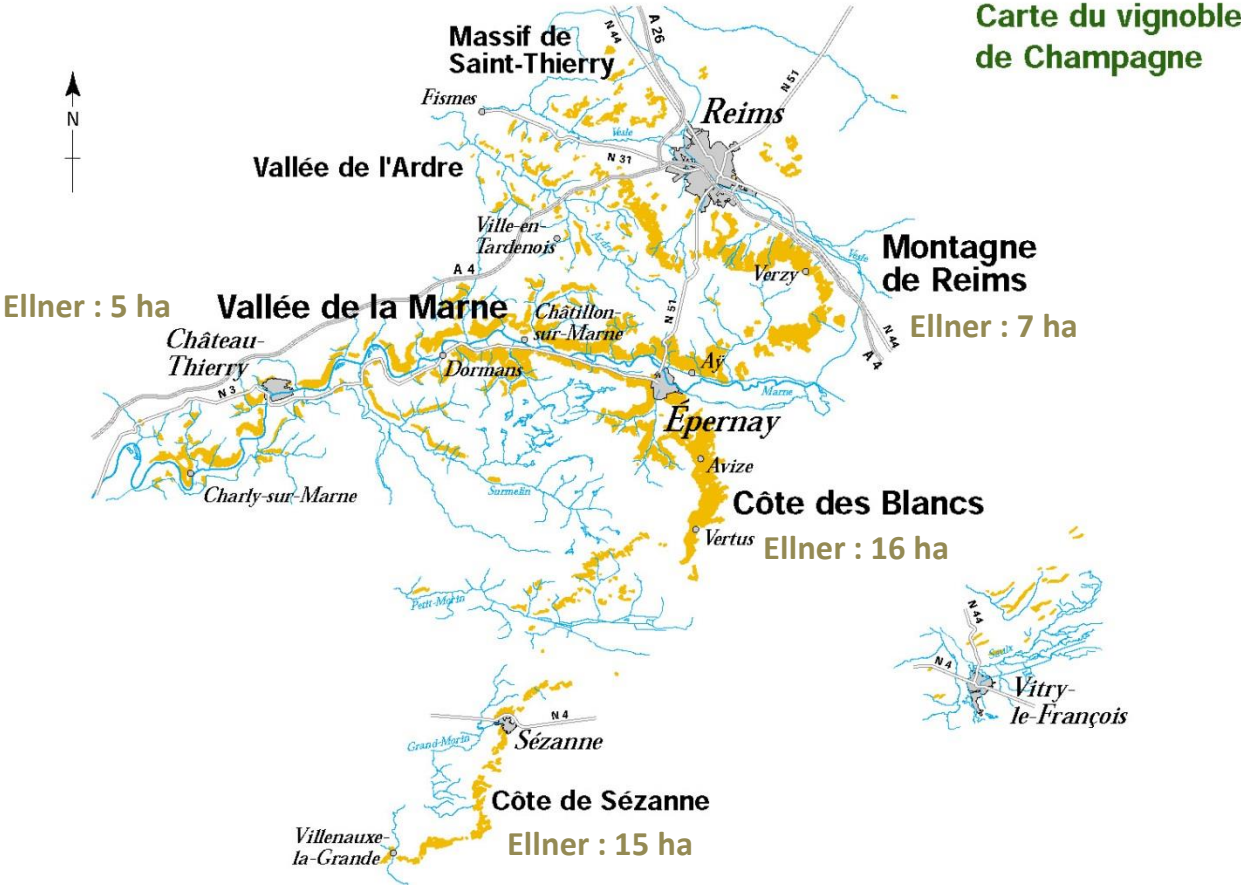 Carte du vignoble
de Champagne
N 44
A 26
N 51
Massif de
Saint-Thierry
N
Fismes
Reims
Vesle
N 31
Vallée de l'Ardre
Ville-en-
Tardenois
Ardre
Montagne
de Reims
Vesle
Verzy
A 4
Ellner : 5 ha
Vallée de la Marne
Châtillon-
sur-Marne
N 51
Ellner : 7 ha
N 44
A 4
Château-
Thierry
Dormans
Aÿ
N 3
Marne
Épernay
Avize
Charly-sur-Marne
Surmelin
Côte des Blancs
Vertus
Ellner : 16 ha
Petit-Morin
N 44
N 4
Vitry-
le-François
N 4
Grand-Morin
Sézanne
Côte de Sézanne
Villenauxe-
la-Grande
Ellner : 15 ha